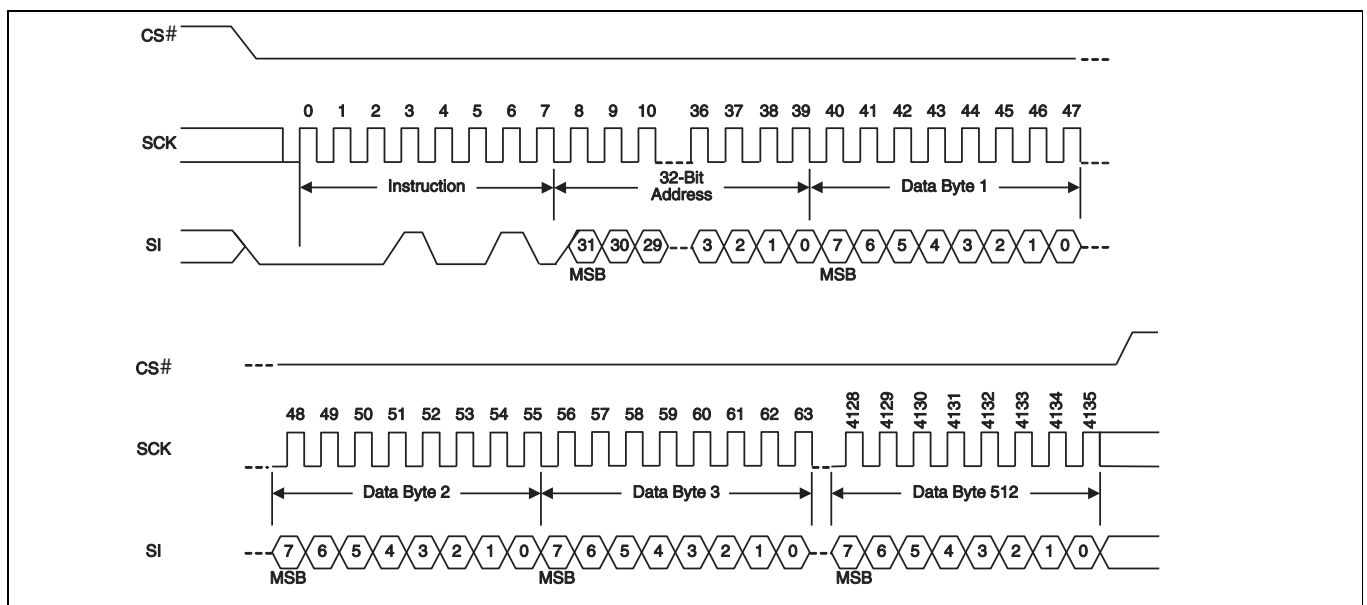 CS#
0 1 2 3 4 5 6 7 8 9 10 36 37 38 39 40 41 42 43 44 45 46 47
SCK
Instruction 32-Bit Address Data Byte 1
SI 31 30 29 3 2 1 0 7 6 5 4 3 2 1 0
MSB MSB
CS#
48 49 50 51 52 53 54 55 56 57 58 59 60 61 62 63 4128 4129 4130 4131 4132 4133 4134 4135
SCK
Data Byte 2 Data Byte 3 Data Byte 512
SI 7 6 5 4 3 2 1 0 7 6 5 4 3 2 1 0 7 6 5 4 3 2 1 0
MSB MSB MSB